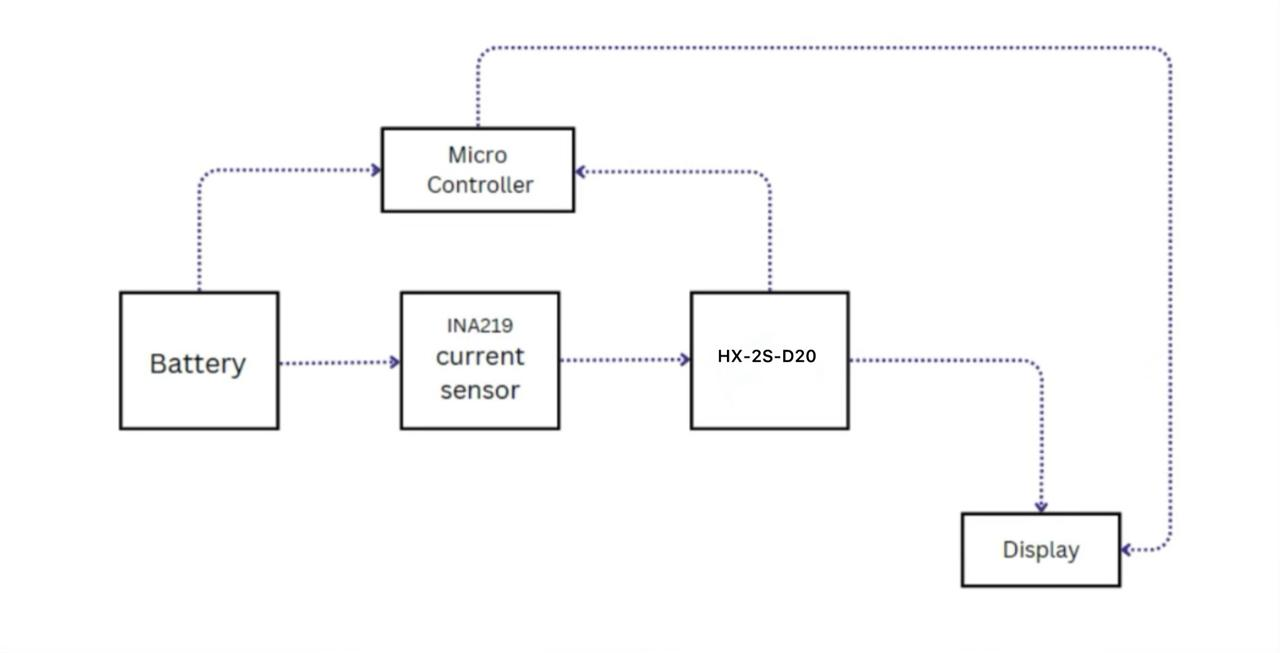 Micro
Controller
Battery
INA219
current
sensor
HX-2S-D20
Display